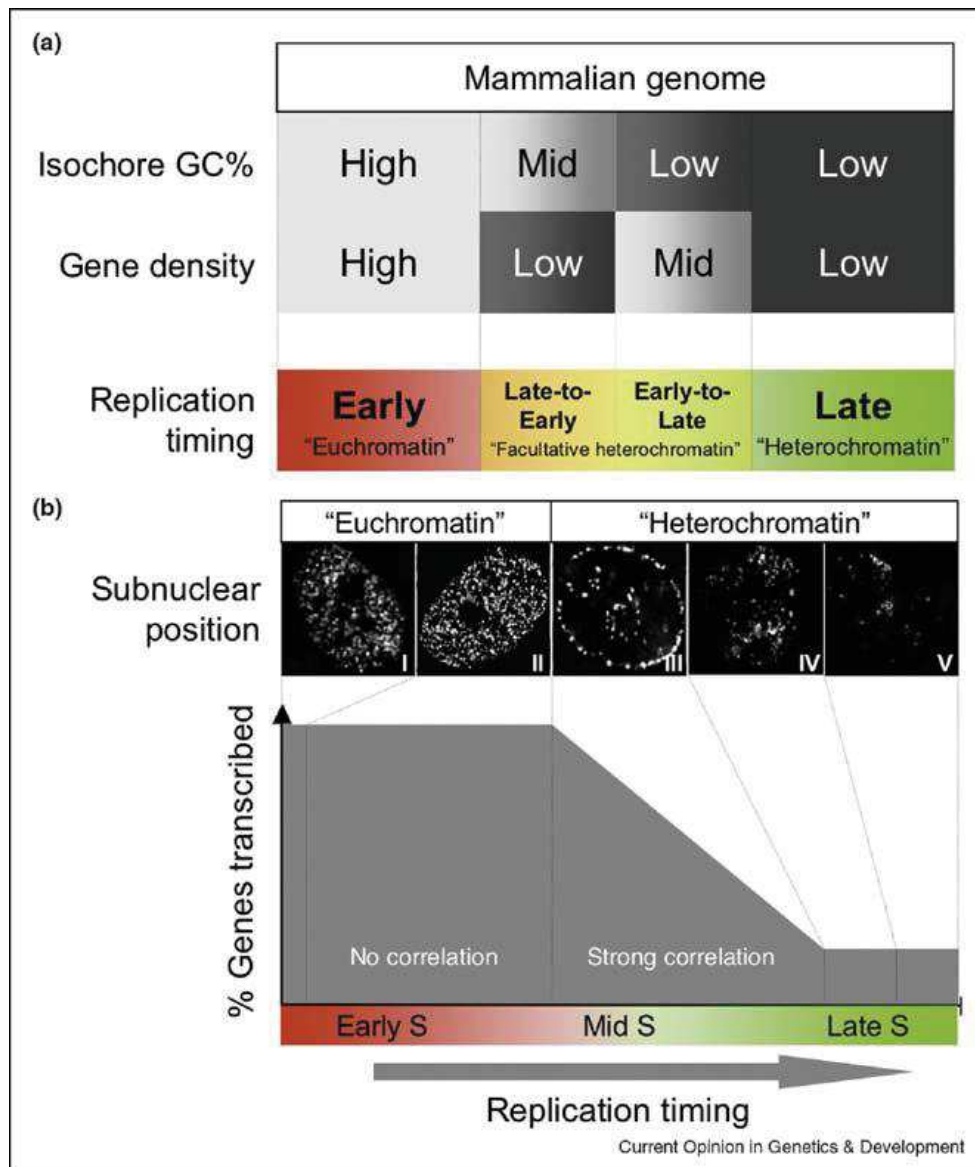 (a)
Mammalian genome
Isochore GC% High Mid Low Low
Gene density High Low Mid Low
Replication timing
Early
“Euchromatin”
Late-to-
Early
Early-to-
Late
“Facultative heterochromatin”
Late
“Heterochromatin”
(b)
“Euchromatin” “Heterochromatin”
Subnuclear
position
I II III IV V
% Genes transcribed
No correlation Strong correlation
Early S Mid S Late S
Replication timing
Current Opinion in Genetics & Development